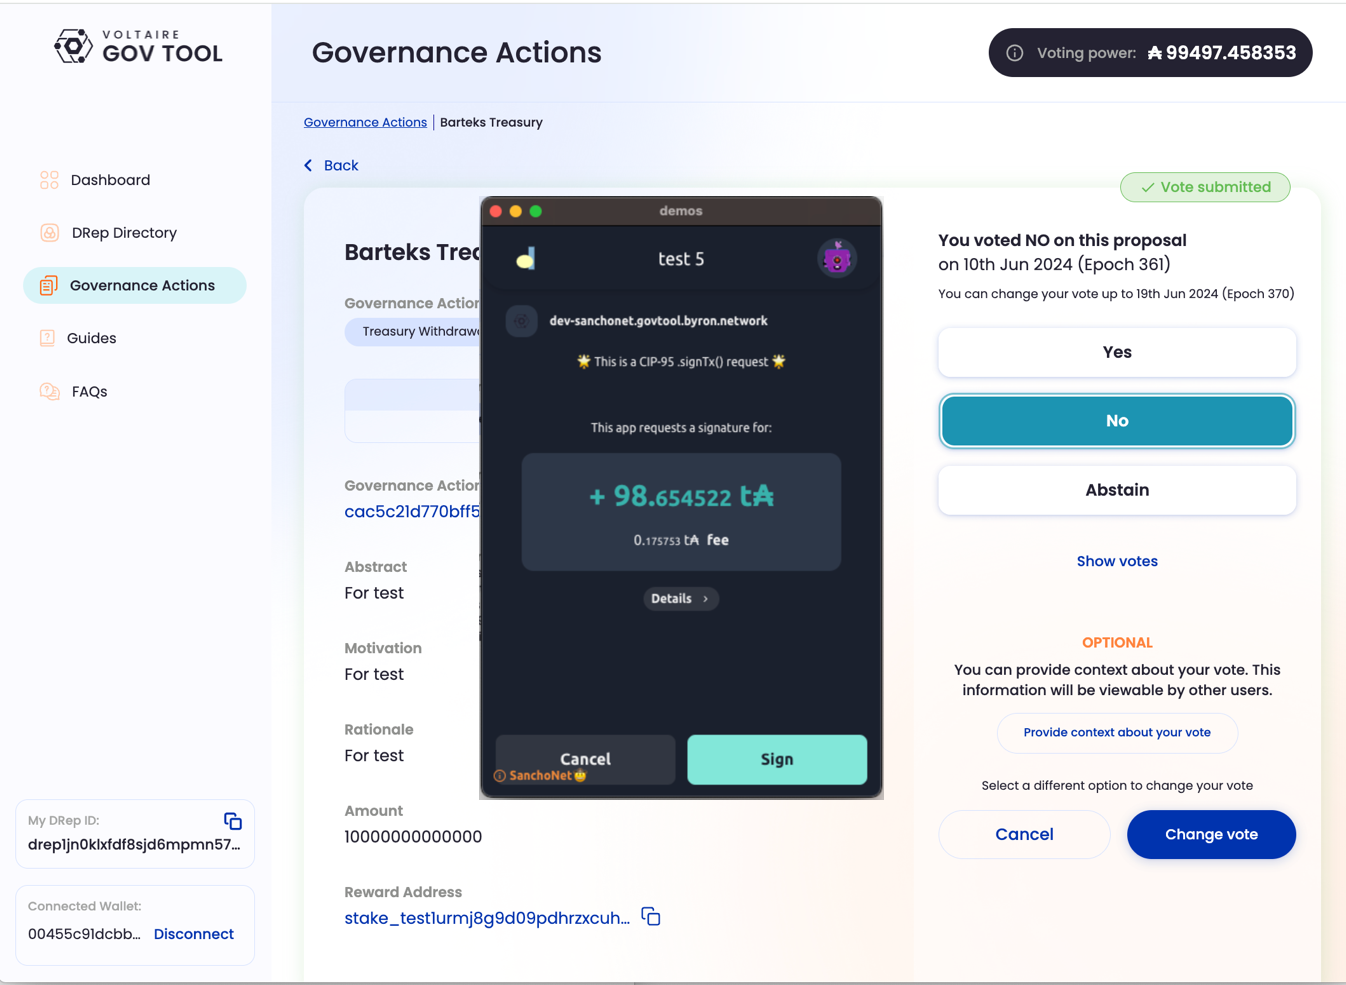 VOLTAIRE
GOV TOOL
Governance Actions
Voting power: ₳ 99497.458353
Governance Actions | Barteks Treasury
Back
Dashboard
DRep Directory
Governance Actions
Guides
FAQs
My DRep ID:
drep1jn0klxfdf8sjd6mpmn57...
Connected Wallet:
00455c91dcbb... Disconnect
Barteks Trea
Governance Action
Treasury Withdrawa
Governance Action
cac5c21d770bff5
Abstract
For test
Motivation
For test
Rationale
For test
Amount
10000000000000
Reward Address
stake_test1urmj8g9d09pdhrzxcuh...
demos
test 5
dev-sanchonet.govtool.byron.network
🌟 This is a CIP-95 .signTx() request 🌟
This app requests a signature for:
+ 98.654522 t₳
0.175753 t₳ fee
Details
Cancel
SanchoNet
Sign
Vote submitted
You voted NO on this proposal
on 10th Jun 2024 (Epoch 361)
You can change your vote up to 19th Jun 2024 (Epoch 370)
Yes
No
Abstain
Show votes
OPTIONAL
You can provide context about your vote. This
information will be viewable by other users.
Provide context about your vote
Select a different option to change your vote
Cancel
Change vote